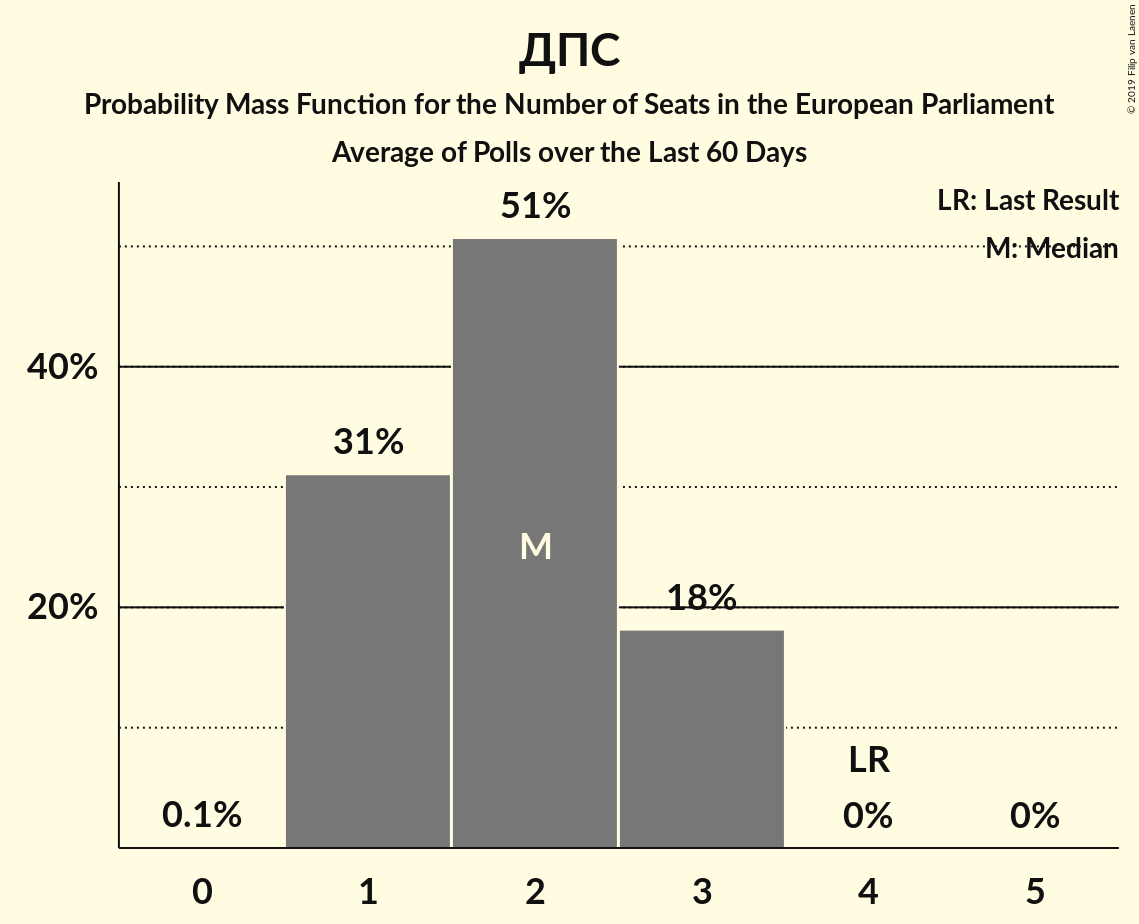 ДПС
Probability Mass Function for the Number of Seats in the European Parliament
Average of Polls over the Last 60 Days
© 2019 Filip van Laenen
LR: Last Result
M: Median
51%
40%
31%
M
20%
18%
LR
0.1%
0%
0%
0
1
2
3
4
5